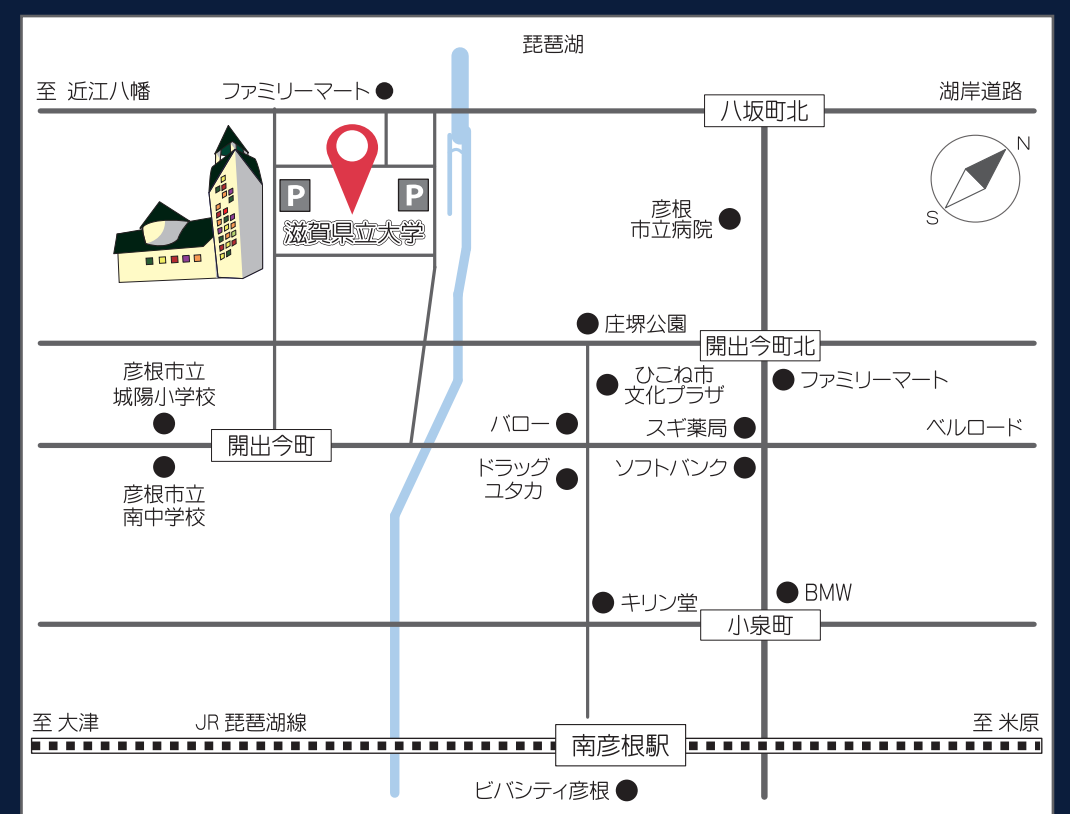 琵琶湖
至 近江八幡
ファミリーマート
湖岸道路
八坂町北
N
S
P
P
滋賀県立大学
彦根
市立病院
庄堺公園
開出今町北
彦根市立
城陽小学校
ひこね市
文化プラザ
ファミリーマート
バロー
スギ薬局
ベルロード
開出今町
ドラッグ
ユタカ
ソフトバンク
彦根市立
南中学校
キリン堂
BMW
小泉町
至 大津
JR 琵琶湖線
至 米原
南彦根駅
ビバシティ彦根